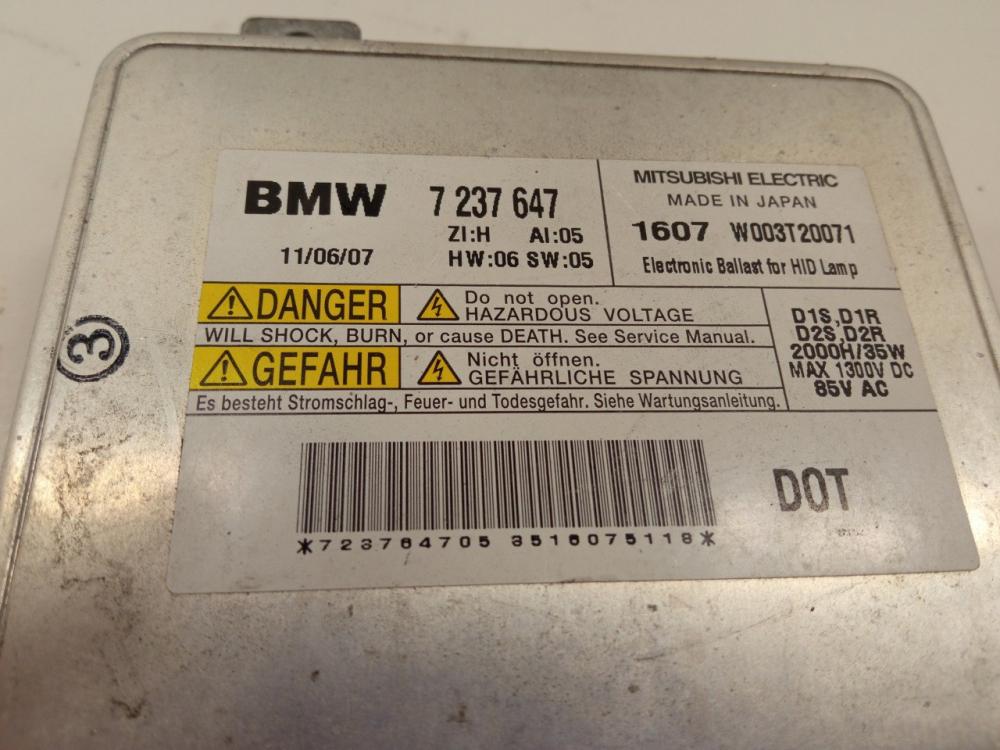 BMW 7 237 647
ZI:H AI:05
11/06/07 HW:06 SW:05
MITSUBISHI ELECTRIC
MADE IN JAPAN
1607 W003T20071
Electronic Ballast for HID Lamp
DANGER
Do not open.
HAZARDOUS VOLTAGE
WILL SHOCK, BURN, or cause DEATH. See Service Manual.
GEFAHR
Nicht öffnen.
GEFÄHRLICHE SPANNUNG
Es besteht Stromschlag-, Feuer- und Todesgefahr. Siehe Wartungsanleitung.
D1S,D1R
D2S,D2R
2000H/35W
MAX 1300V DC
85V AC
*723764705 3516075118*
DOT
3